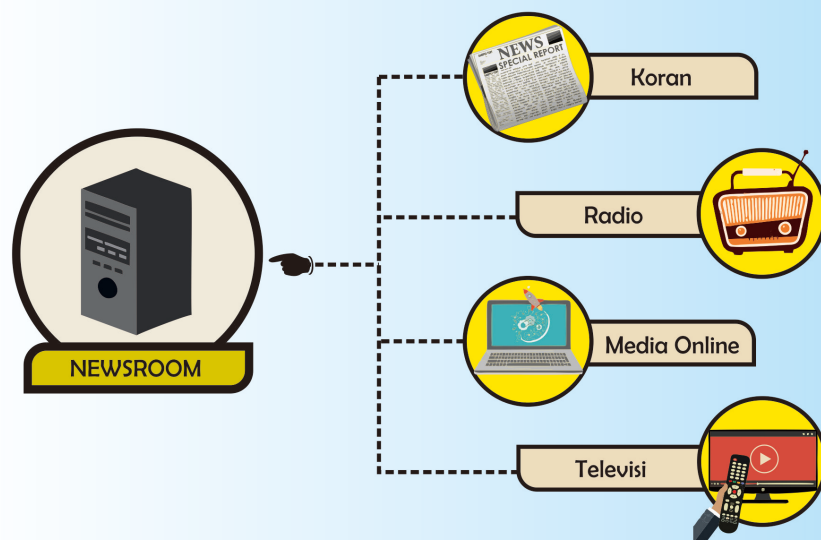 NEWS
SPECIAL REPORT
Koran
Radio
Media Online
NEWSROOM
Televisi